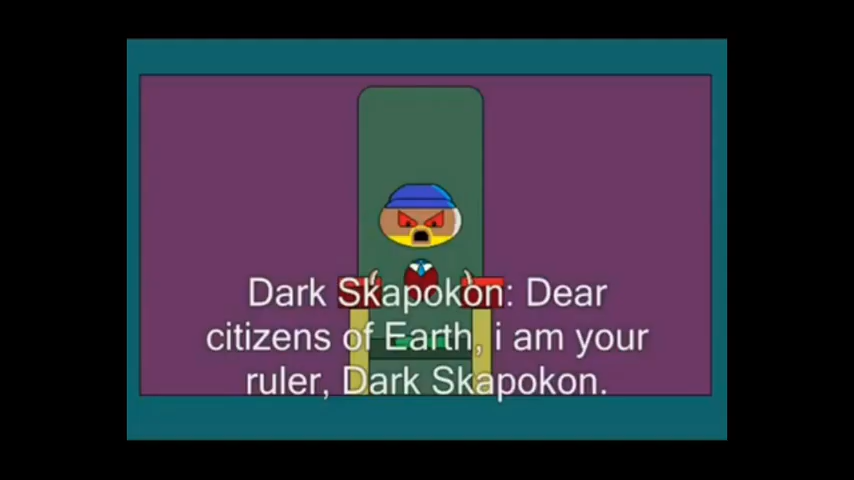 Dark Skapokon: Dear
citizens of Earth, i am your
ruler, Dark Skapokon.